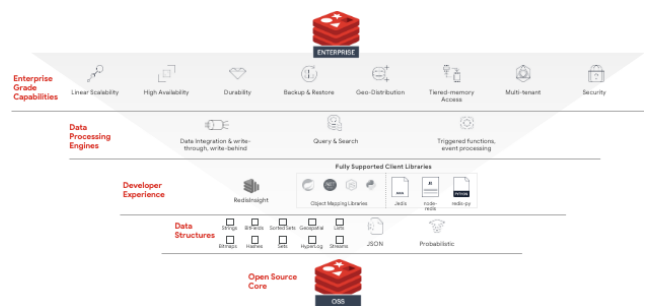 ENTERPRISE
Enterprise
Grade
Capabilities
Linear Scalability
High Availability
Durability
Backup & Restore
Geo-Distribution
Tiered-memory
Access
Multi-tenant
Security
Data
Processing
Engines
Data Integration & write-
through, write-behind
Query & Search
Triggered functions,
event processing
Fully Supported Client Libraries
Developer
Experience
RedisInsight
Object Mapping Libraries
Jedis
node-
redis
redis-py
Data
Structures
Strings
Bitfields
Sorted Sets
Geospatial
Lists
Bitmaps
Hashes
Sets
HyperLog
Streams
JSON
Probabilistic
Open Source
Core
OSS